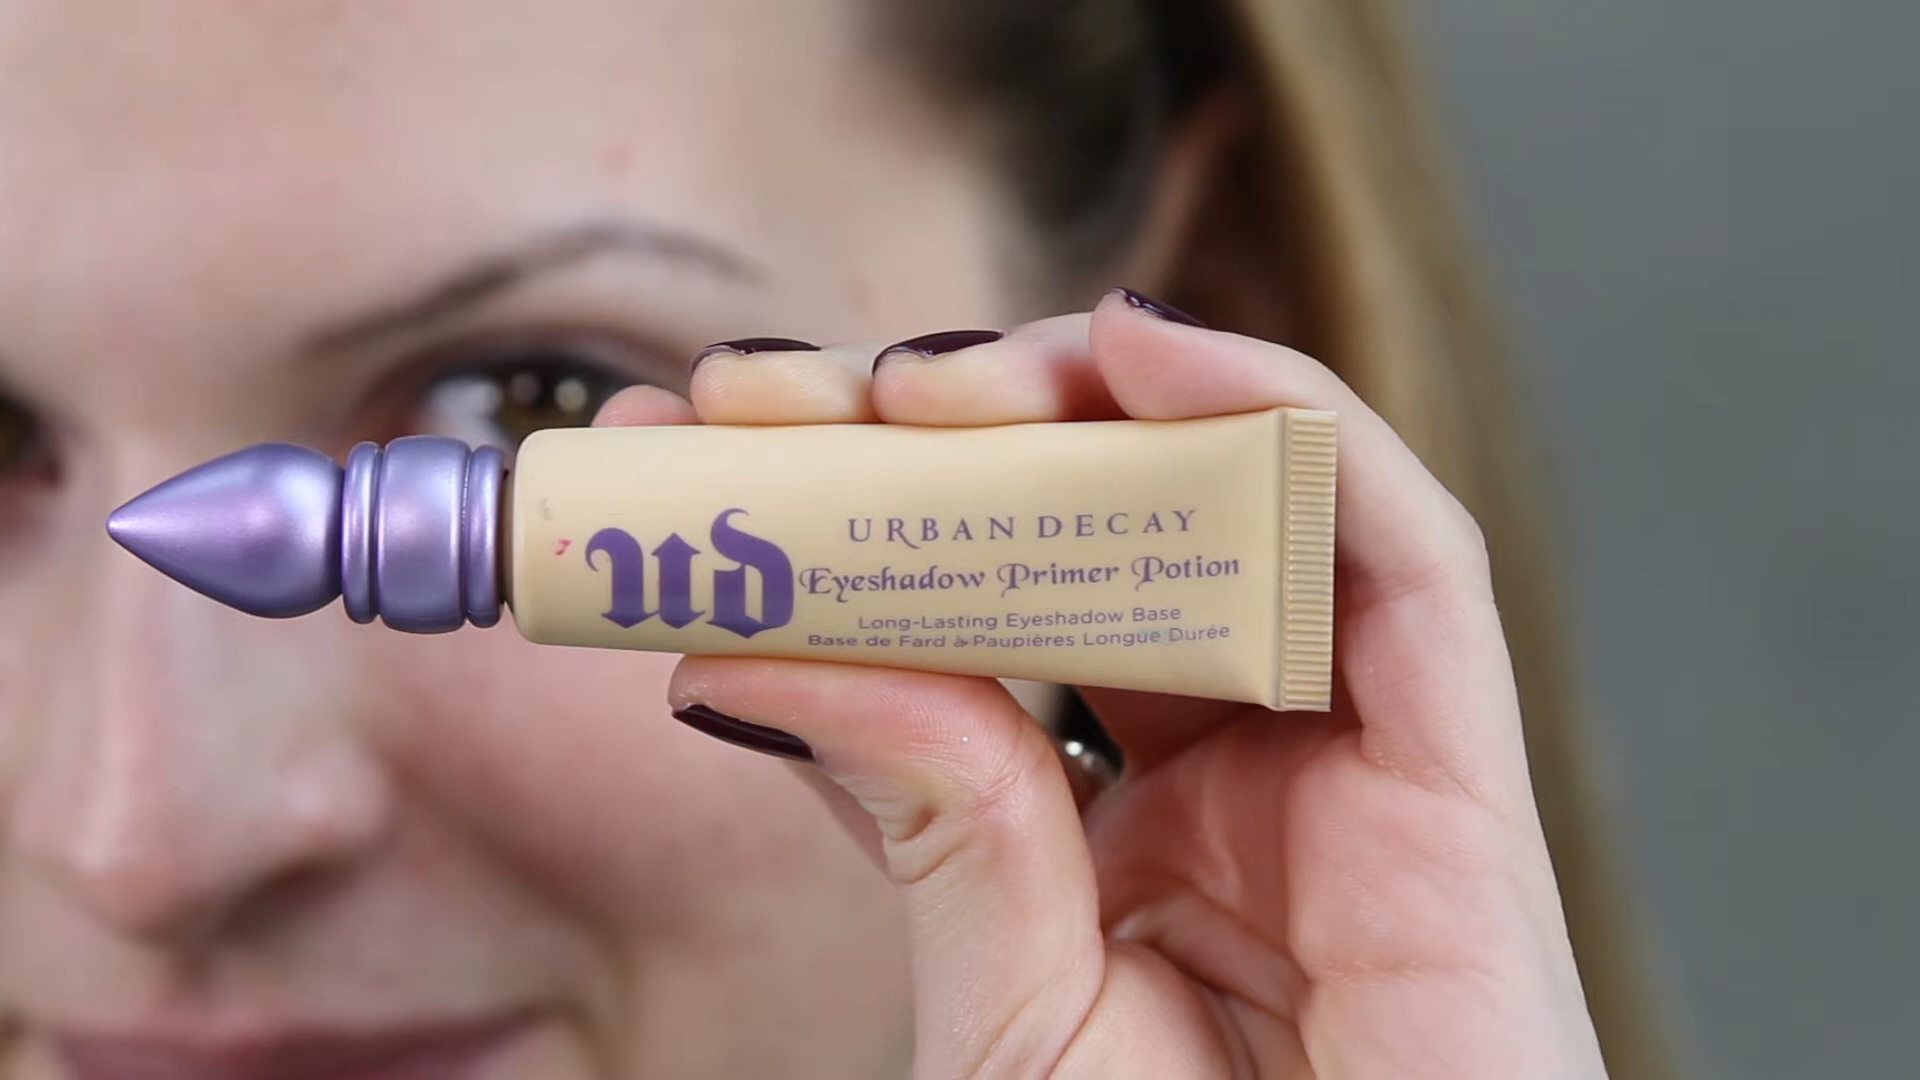 ud
URBAN DECAY
Eyeshadow Primer Potion
Long-Lasting Eyeshadow Base
Base de Fard à Paupières Longue Durée